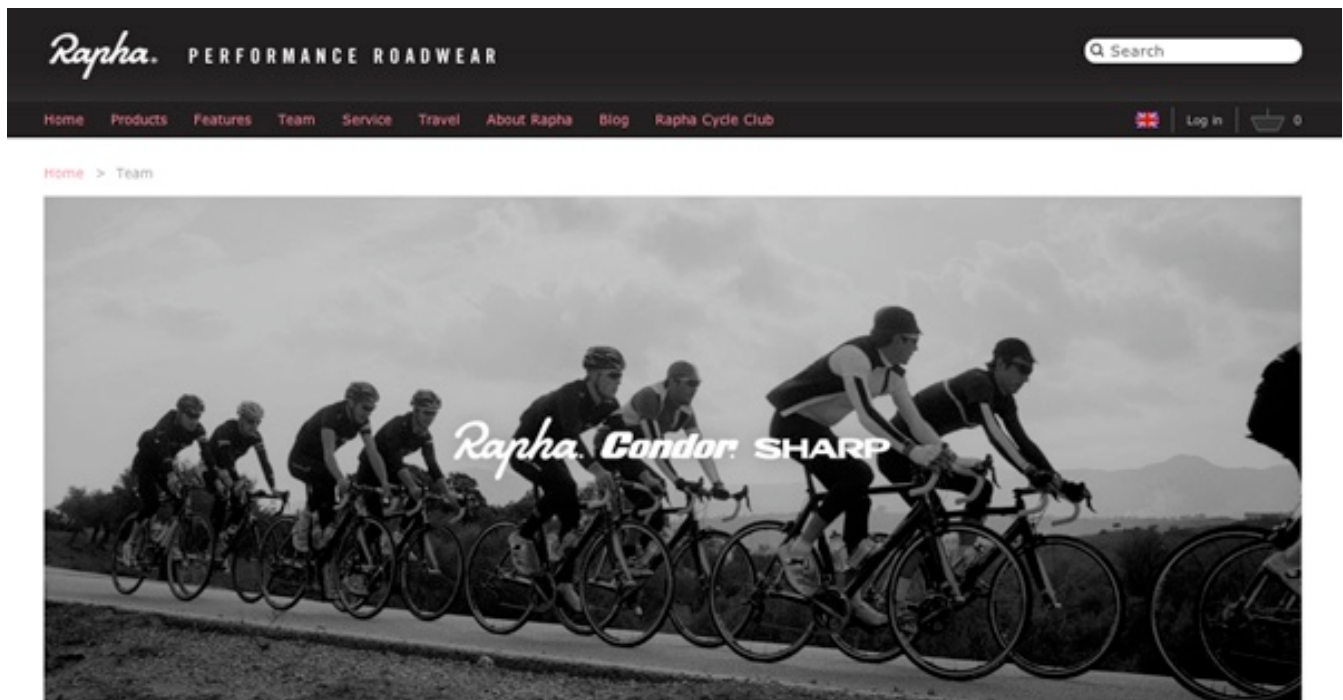 Rapha. PERFORMANCE ROADWEAR
Search
Home Products Features Team Service Travel About Rapha Blog Rapha Cycle Club
Log in 0
Home > Team
Rapha. Condor. SHARP